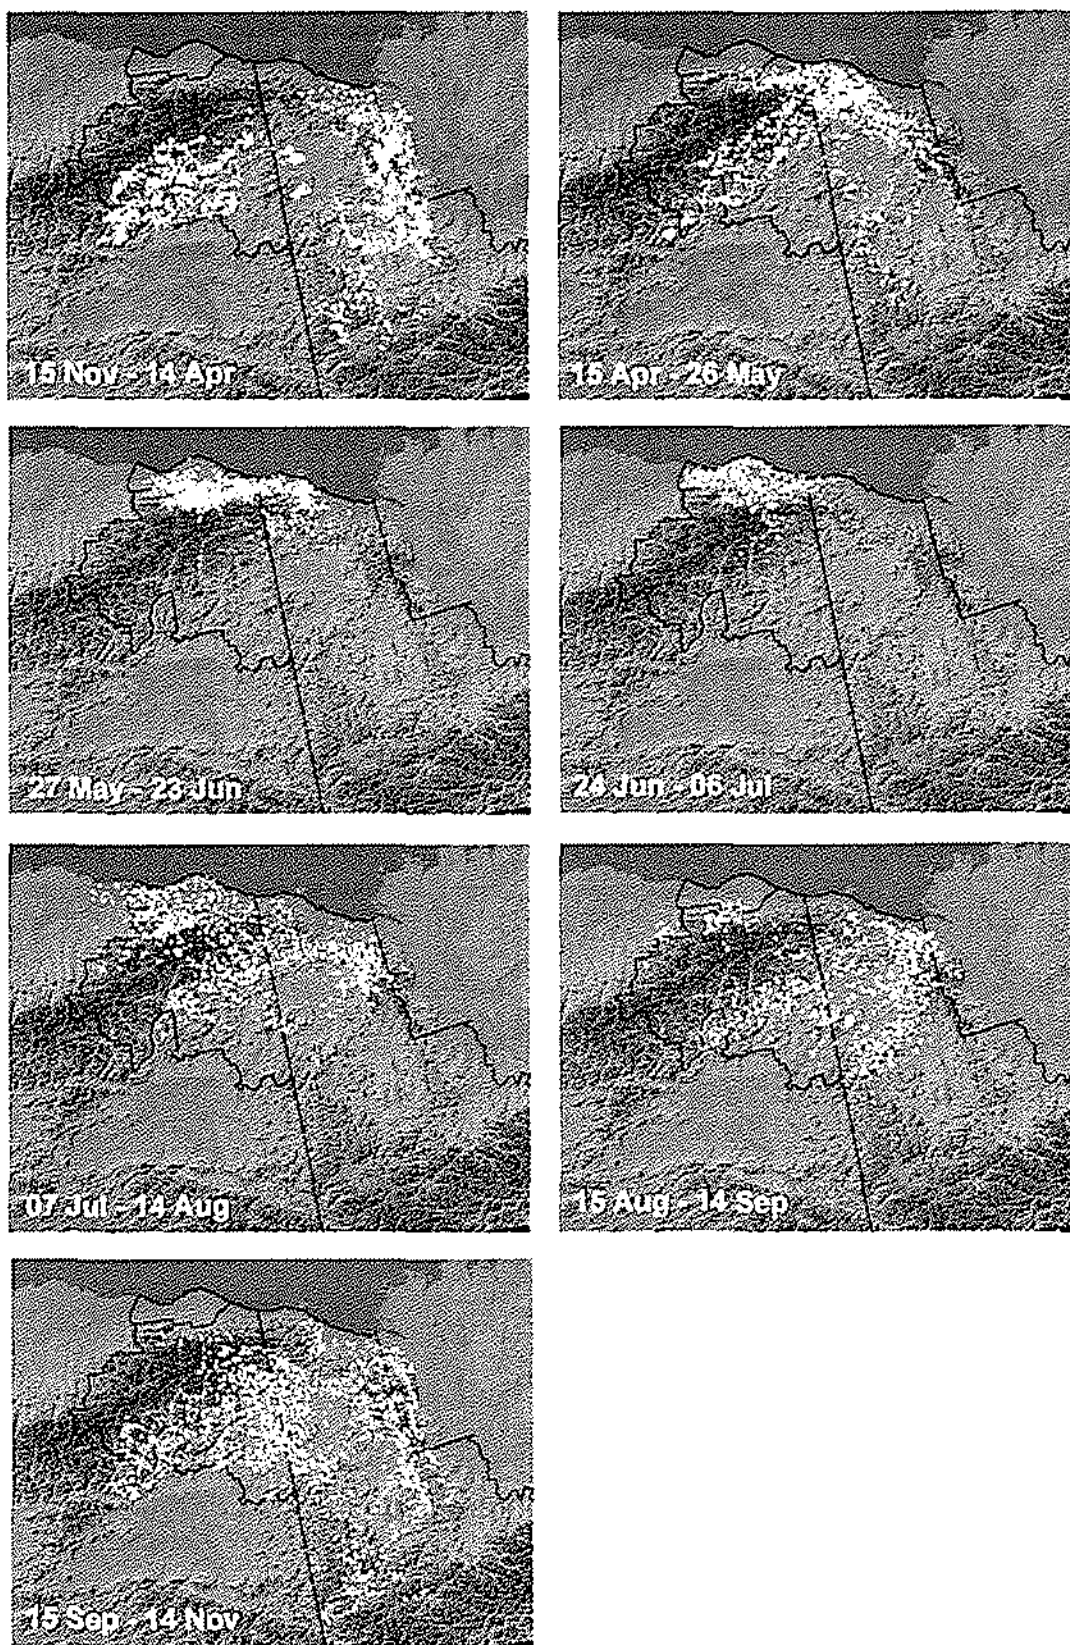 15 Nov - 14 Apr
15 Apr - 26 May
27 May - 23 Jun
24 Jun - 06 Jul
07 Jul - 14 Aug
15 Aug - 14 Sep
15 Sep - 14 Nov